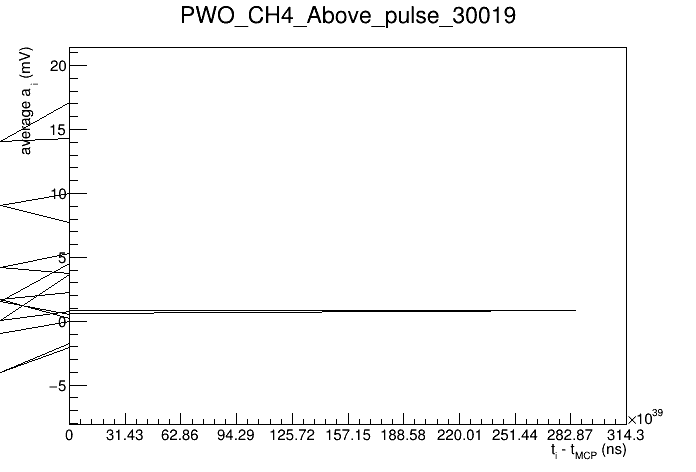 PWO_CH4_Above_pulse_30019
average a i (mV)
20
15
10
5
0
−5
0 31.43 62.86 94.29 125.72 157.15 188.58 220.01 251.44 282.87 314.3
×10^39
t_i - t_MCP (ns)